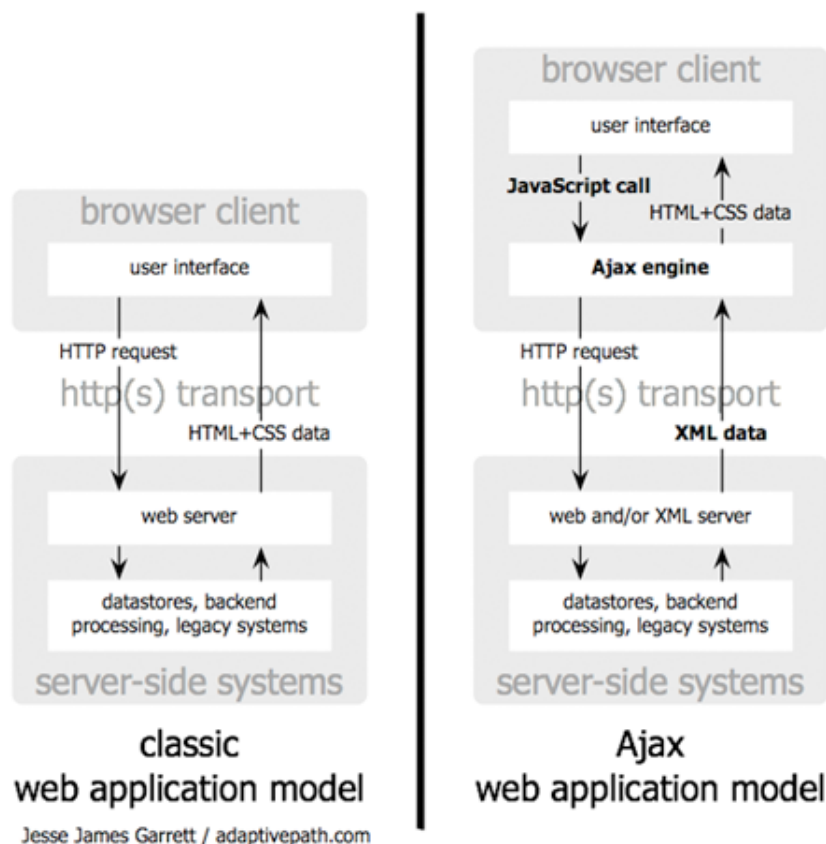 browser client
user interface
HTTP request
http(s) transport
HTML+CSS data
web server
datastores, backend
processing, legacy systems
server-side systems
classic
web application model
Jesse James Garrett / adaptivepath.com
browser client
user interface
JavaScript call
HTML+CSS data
Ajax engine
HTTP request
http(s) transport
XML data
web and/or XML server
datastores, backend
processing, legacy systems
server-side systems
Ajax
web application model